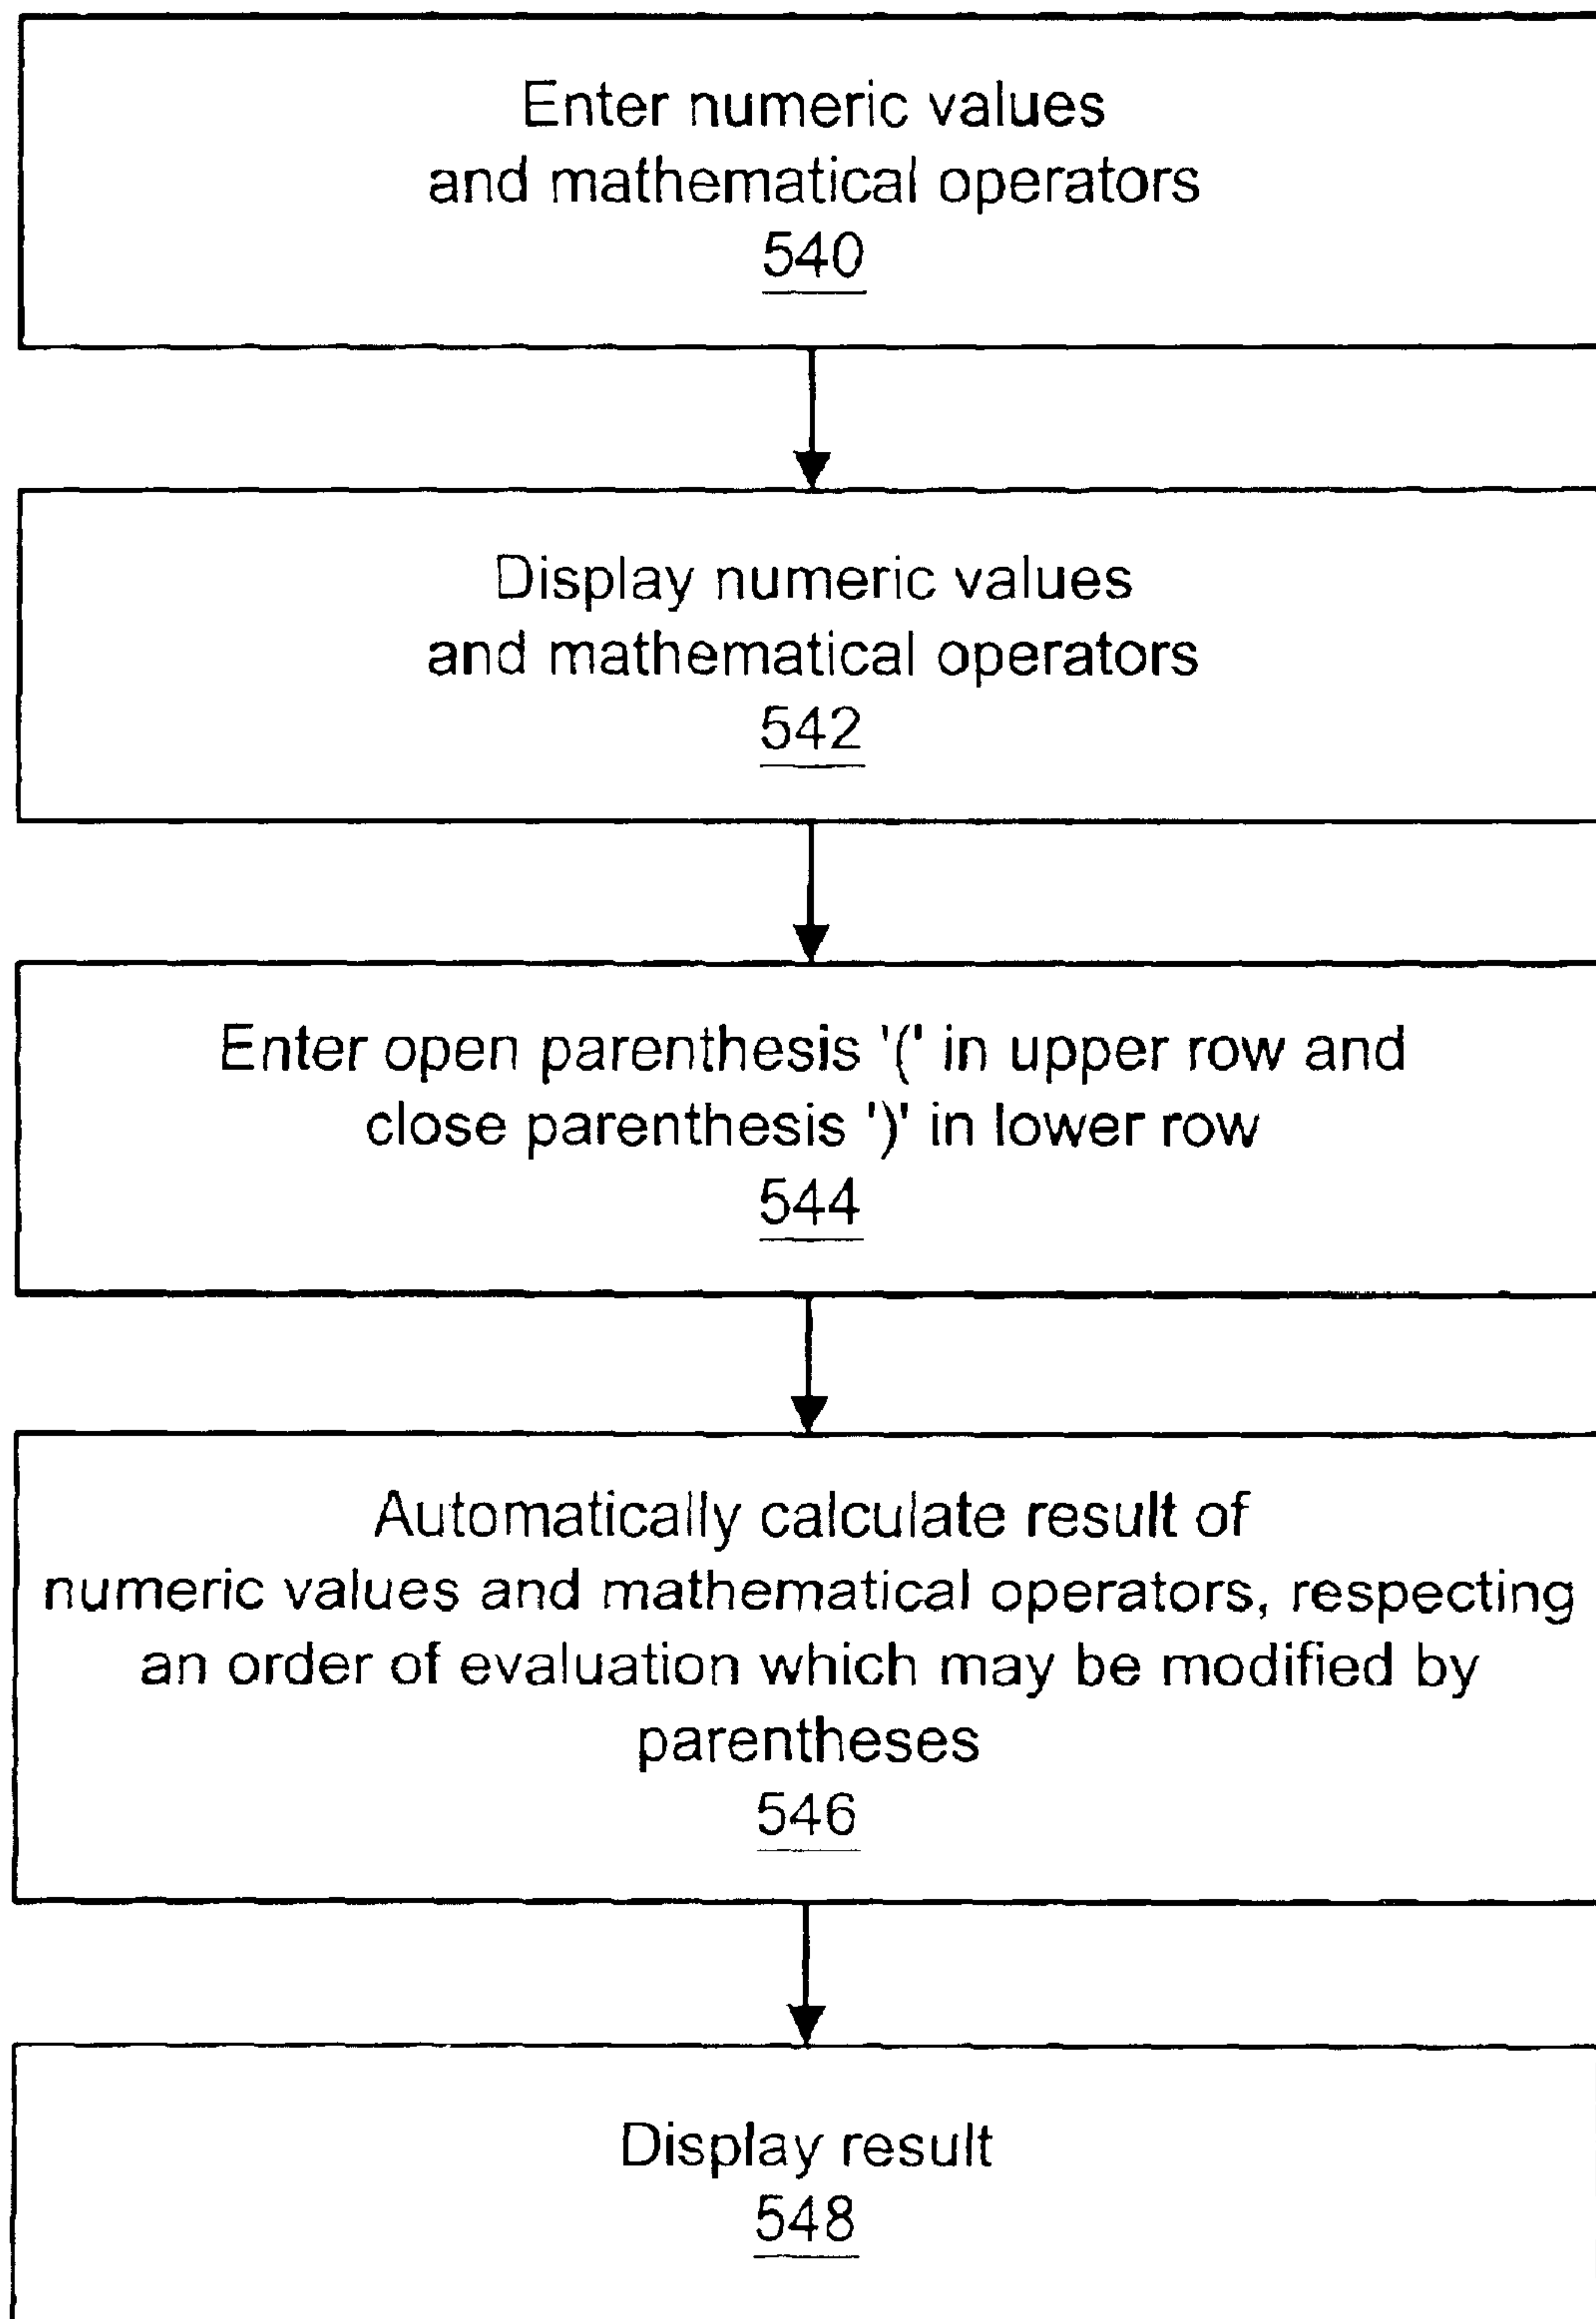 Enter numeric values
and mathematical operators
540
Display numeric values
and mathematical operators
542
Enter open parenthesis '(' in upper row and
close parenthesis ')' in lower row
544
Automatically calculate result of
numeric values and mathematical operators, respecting
an order of evaluation which may be modified by
parentheses
546
Display result
548